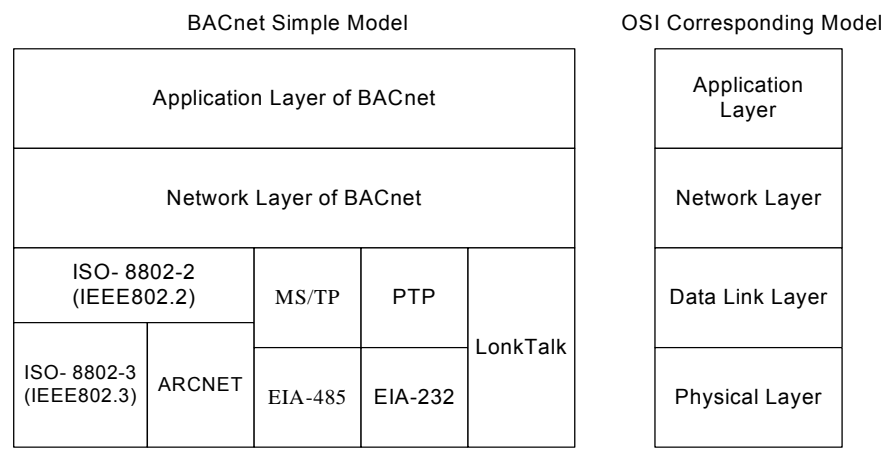 BACnet Simple Model
OSI Corresponding Model
Application Layer of BACnet
Application
Layer
Network Layer of BACnet
Network Layer
ISO- 8802-2
(IEEE802.2)
MS/TP
PTP
LonkTalk
Data Link Layer
ISO- 8802-3
(IEEE802.3)
ARCNET
EIA-485
EIA-232
Physical Layer